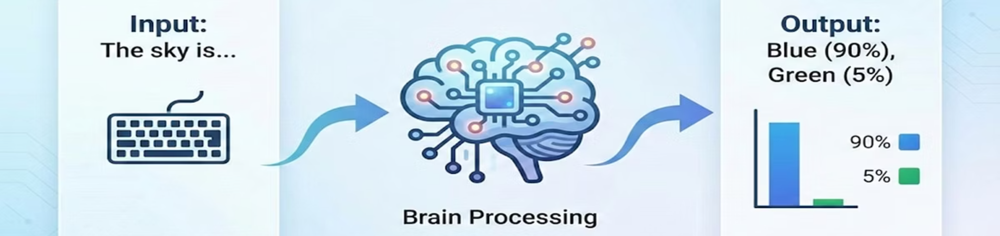 Input:
The sky is...
Brain Processing
Output:
Blue (90%),
Green (5%)
90%
5%